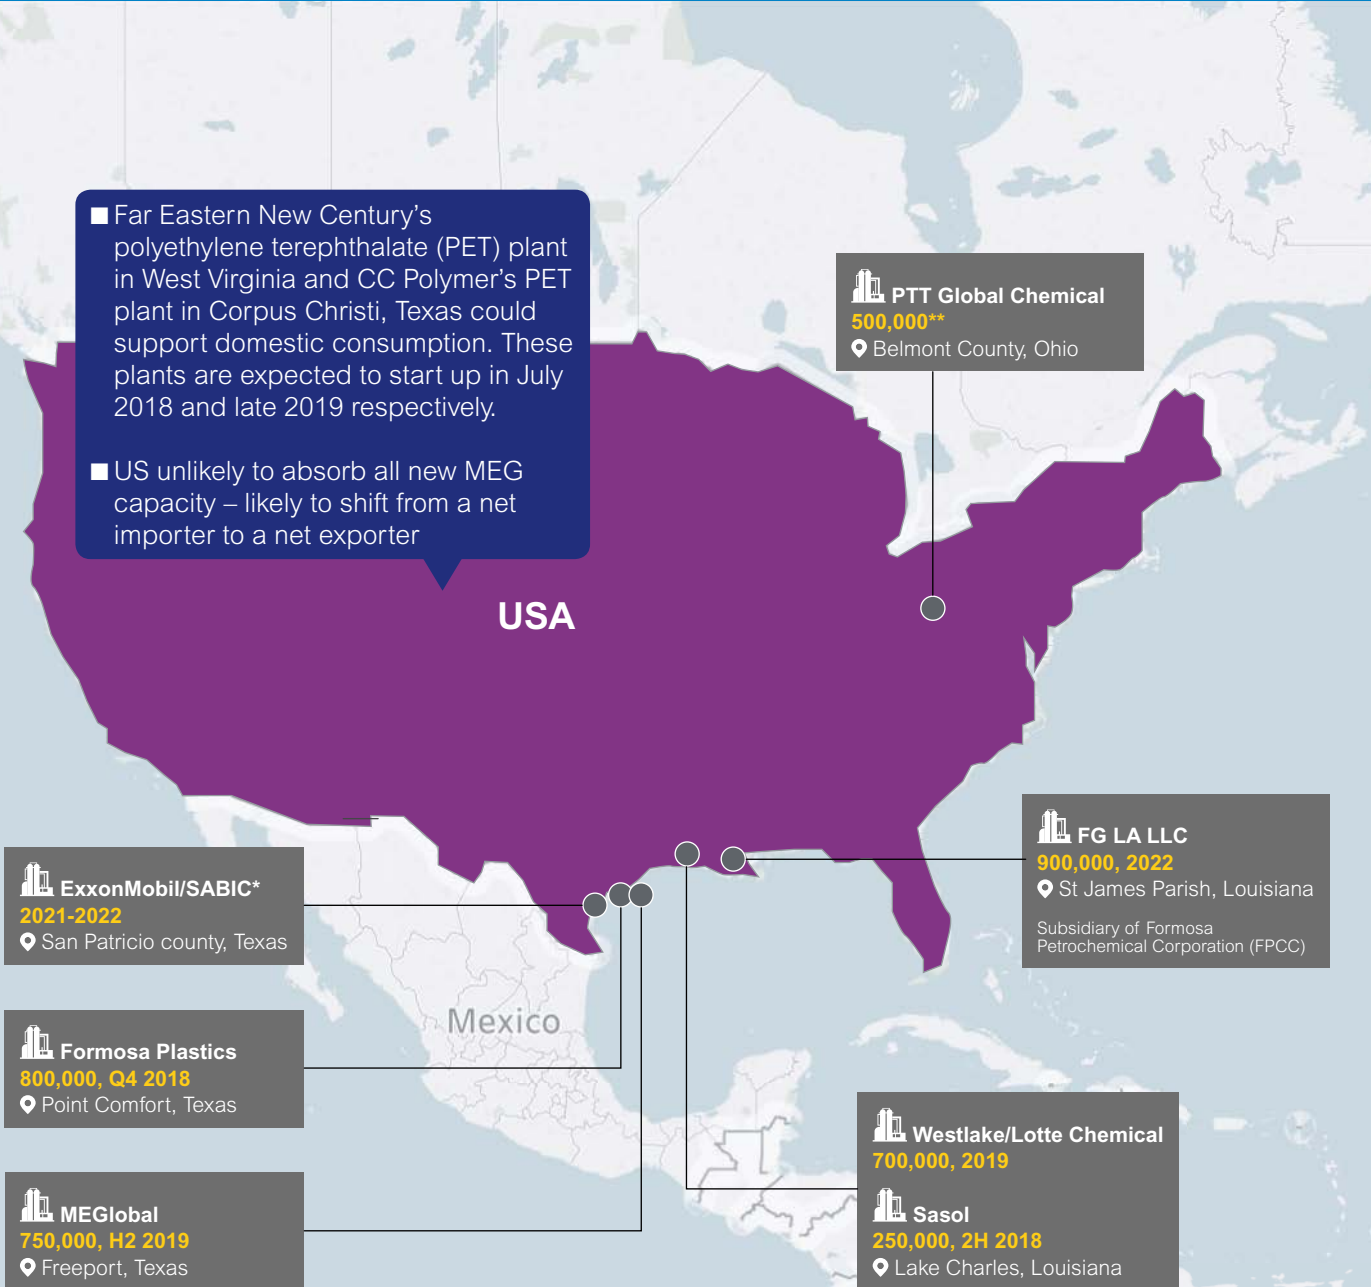 ■ Far Eastern New Century's
polyethylene terephthalate (PET) plant
in West Virginia and CC Polymer's PET
plant in Corpus Christi, Texas could
support domestic consumption. These
plants are expected to start up in July
2018 and late 2019 respectively.
■ US unlikely to absorb all new MEG
capacity – likely to shift from a net
importer to a net exporter
PTT Global Chemical
500,000**
Belmont County, Ohio
USA
FG LA LLC
900,000, 2022
St James Parish, Louisiana
Subsidiary of Formosa
Petrochemical Corporation (FPCC)
ExxonMobil/SABIC*
2021-2022
San Patricio county, Texas
Mexico
Formosa Plastics
800,000, Q4 2018
Point Comfort, Texas
Westlake/Lotte Chemical
700,000, 2019
Sasol
250,000, 2H 2018
Lake Charles, Louisiana
MEGlobal
750,000, H2 2019
Freeport, Texas